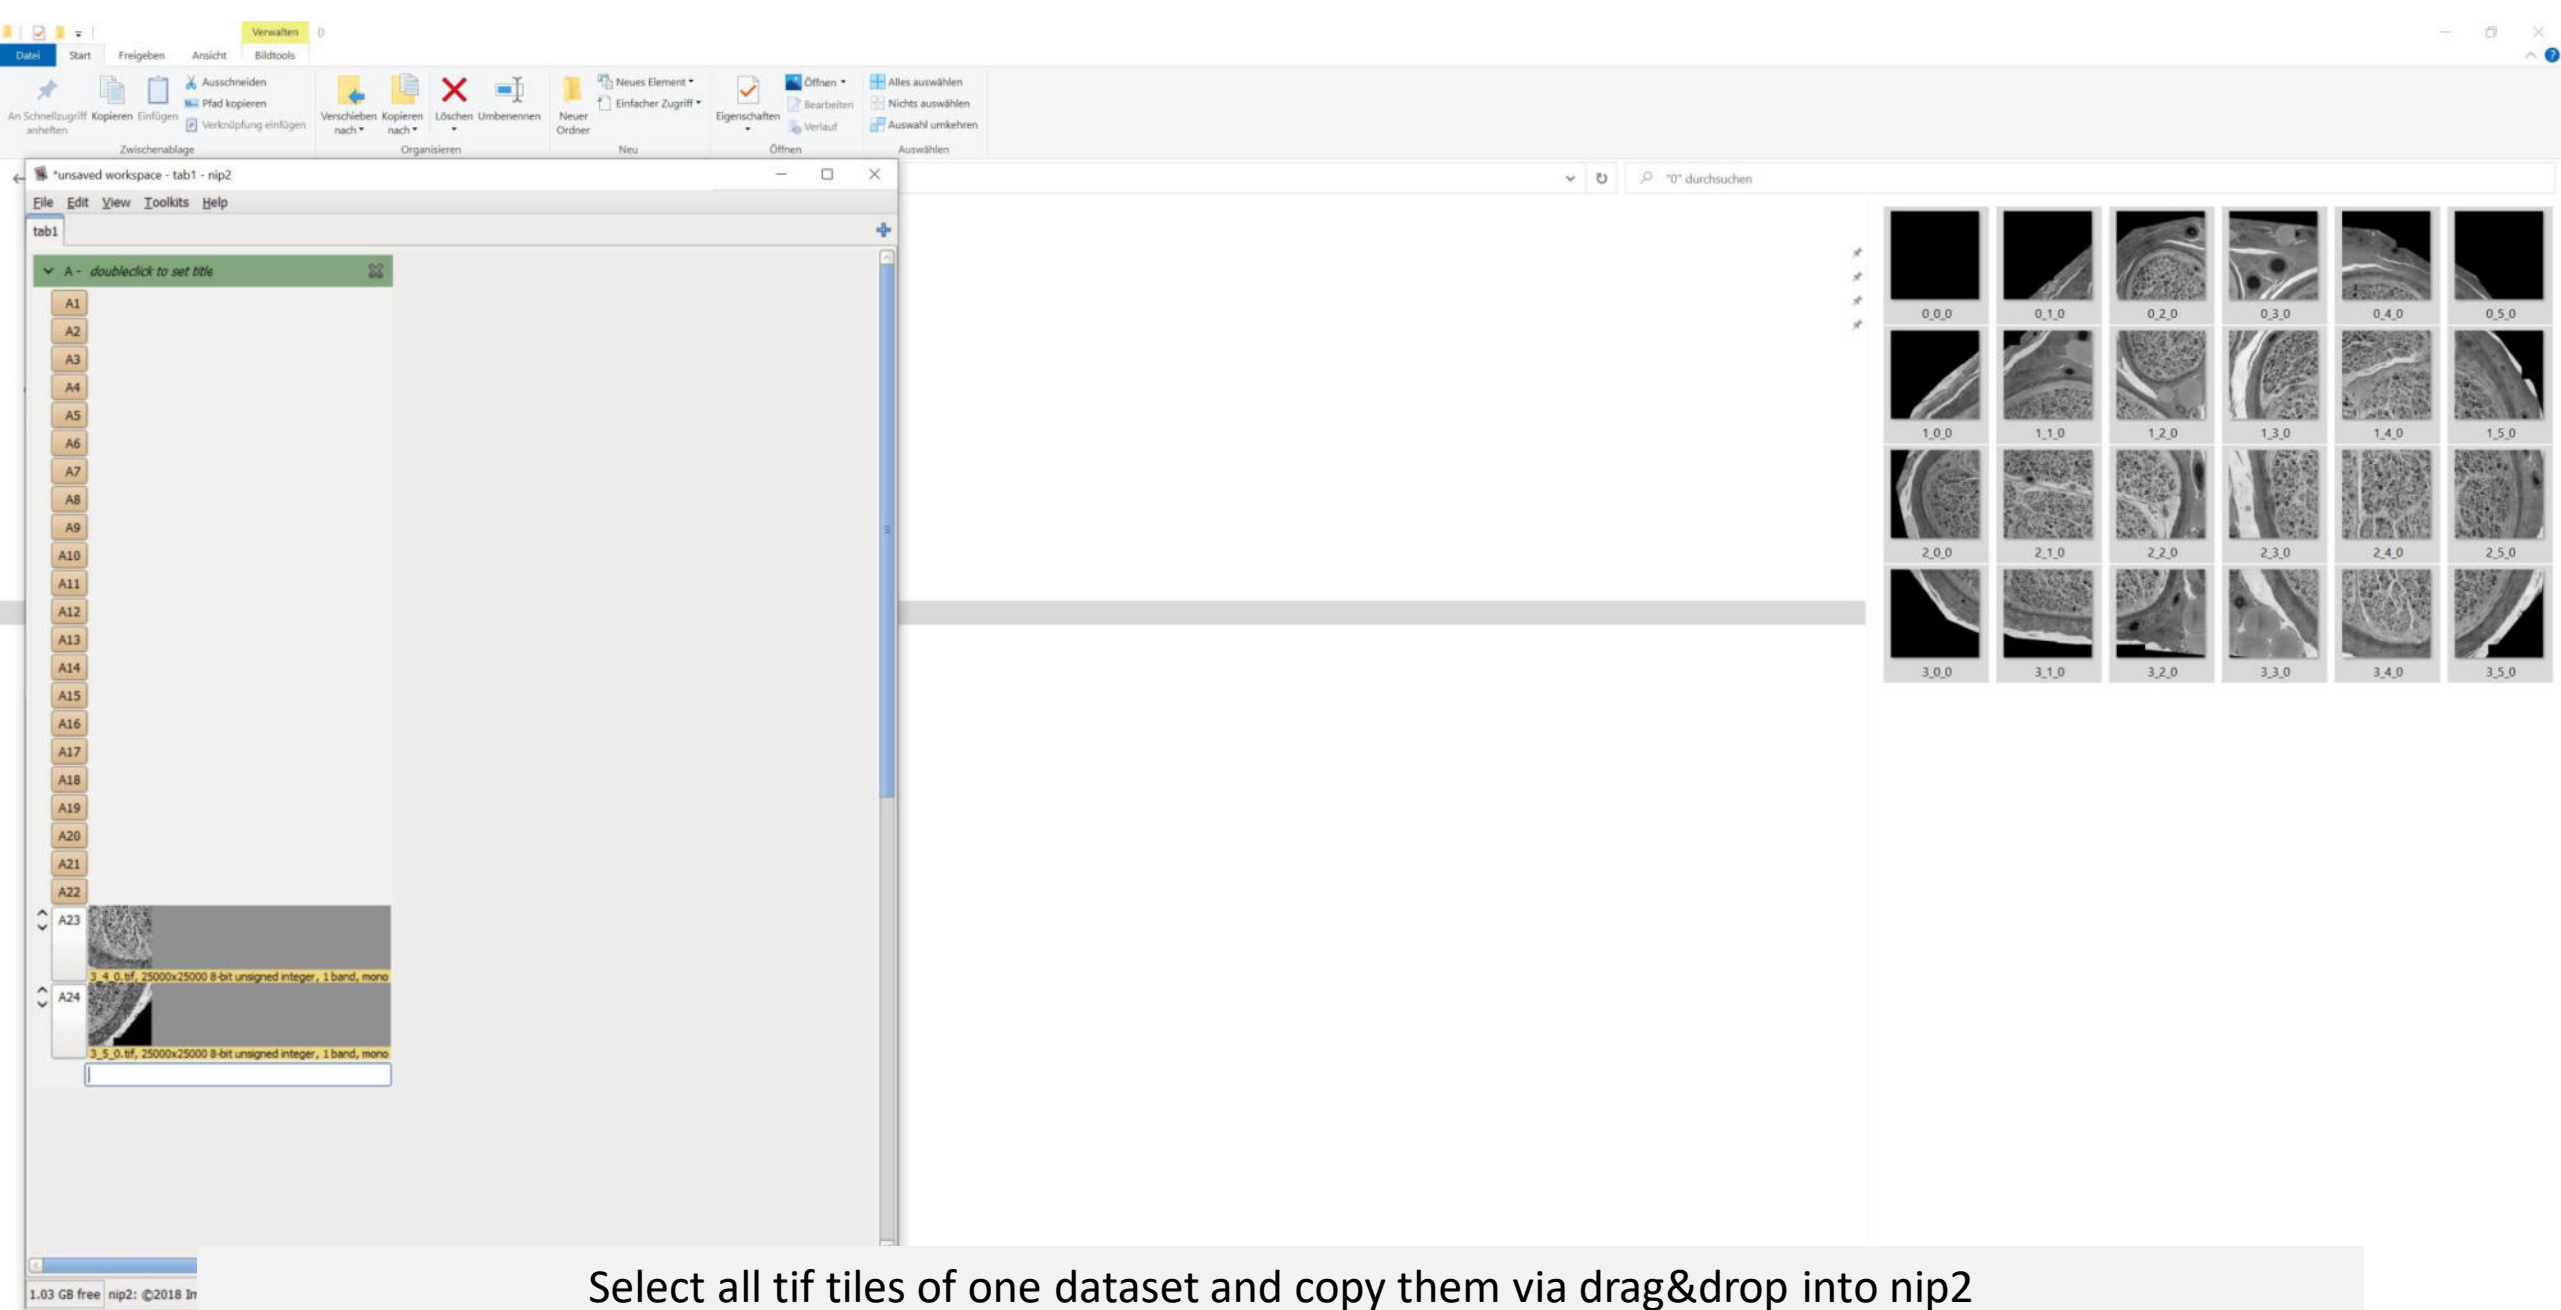 Verwalten 0
Datei Start Freigeben Ansicht Bildtools
An Schnellzugriff anheften
Kopieren
Einfügen
Ausschneiden
Pfad kopieren
Verknüpfung einfügen
Zwischenablage
Verschieben nach
Kopieren nach
Löschen
Umbenennen
Organisieren
Neuer Ordner
Neues Element
Einfacher Zugriff
Neu
Eigenschaften
Öffnen
Bearbeiten
Verlauf
Öffnen
Alles auswählen
Nichts auswählen
Auswahl umkehren
Auswählen
"0" durchsuchen
*unsaved workspace - tab1 - nip2
File Edit View Toolkits Help
tab1
A - doubleclick to set title
A1
A2
A3
A4
A5
A6
A7
A8
A9
A10
A11
A12
A13
A14
A15
A16
A17
A18
A19
A20
A21
A22
A23
3_4_0.tif, 25000x25000 8-bit unsigned integer, 1 band, mono
A24
3_5_0.tif, 25000x25000 8-bit unsigned integer, 1 band, mono
0_0_0 0_1_0 0_2_0 0_3_0 0_4_0 0_5_0
1_0_0 1_1_0 1_2_0 1_3_0 1_4_0 1_5_0
2_0_0 2_1_0 2_2_0 2_3_0 2_4_0 2_5_0
3_0_0 3_1_0 3_2_0 3_3_0 3_4_0 3_5_0
1.03 GB free nip2: ©2018
Select all tif tiles of one dataset and copy them via drag&drop into nip2